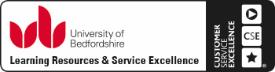 University of
Bedfordshire
Learning Resources & Service Excellence
CUSTOMER
SERVICE
EXCELLENCE
CSE